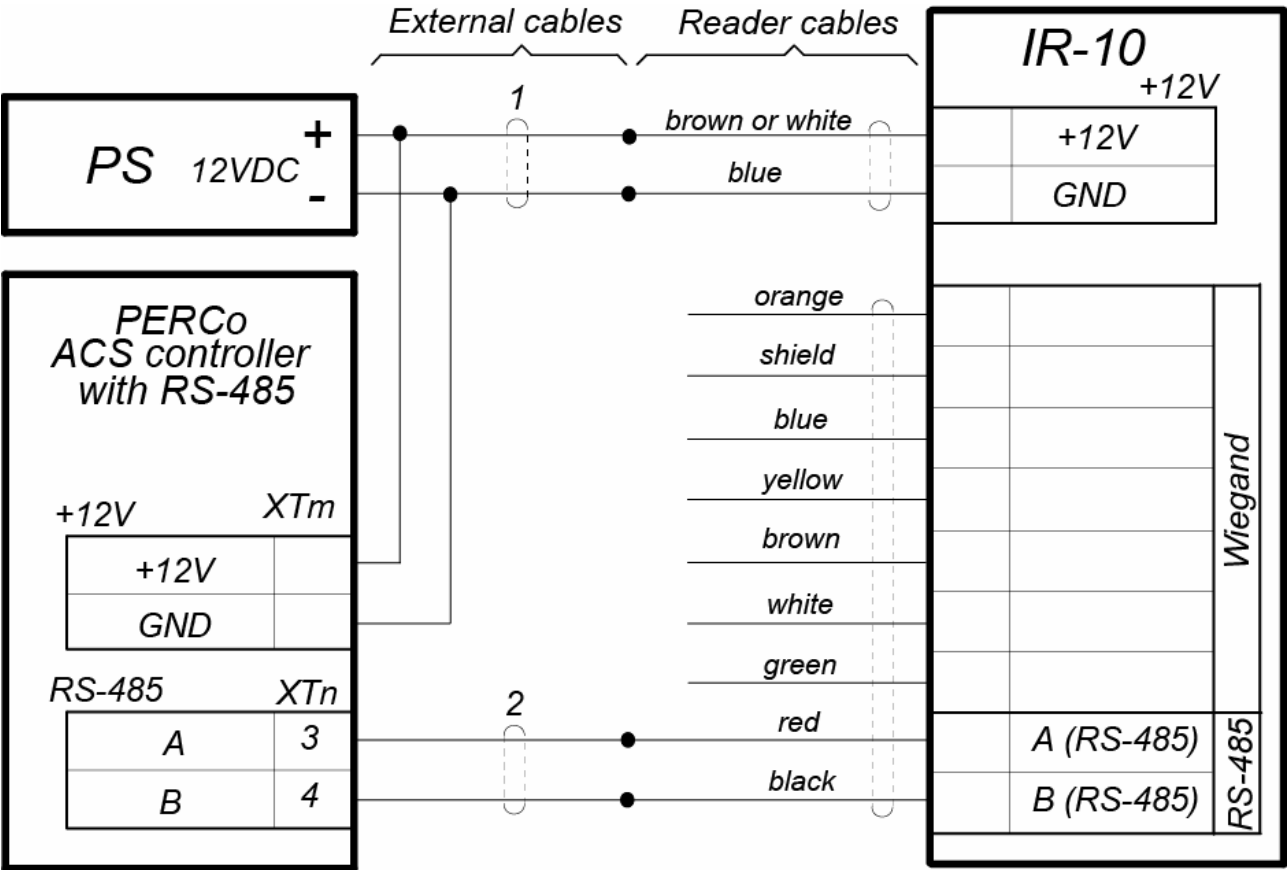 External cables
Reader cables
IR-10
+12V
1
PS 12VDC + -
brown or white
+12V
blue
GND
PERCo
ACS controller
with RS-485
orange
shield
blue
yellow
brown
white
green
Wiegand
+12V XTm
+12V
GND
RS-485 XTn
A 3
B 4
2
red
A (RS-485)
black
B (RS-485)
RS-485